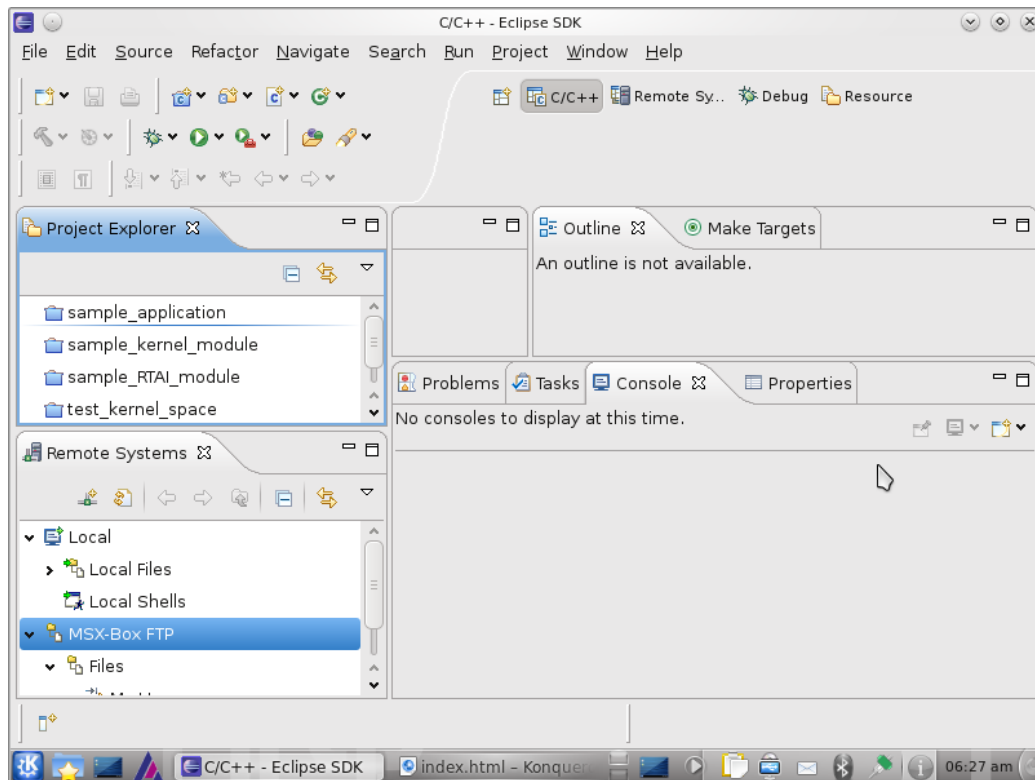 C/C++ - Eclipse SDK
File Edit Source Refactor Navigate Search Run Project Window Help
C/C++ Remote Sy... Debug Resource
Project Explorer
sample_application
sample_kernel_module
sample_RTAI_module
test_kernel_space
Outline Make Targets
An outline is not available.
Problems Tasks Console Properties
No consoles to display at this time.
Remote Systems
Local
Local Files
Local Shells
MSX-Box FTP
Files
C/C++ - Eclipse SDK
index.html – Konquer
06:27 am